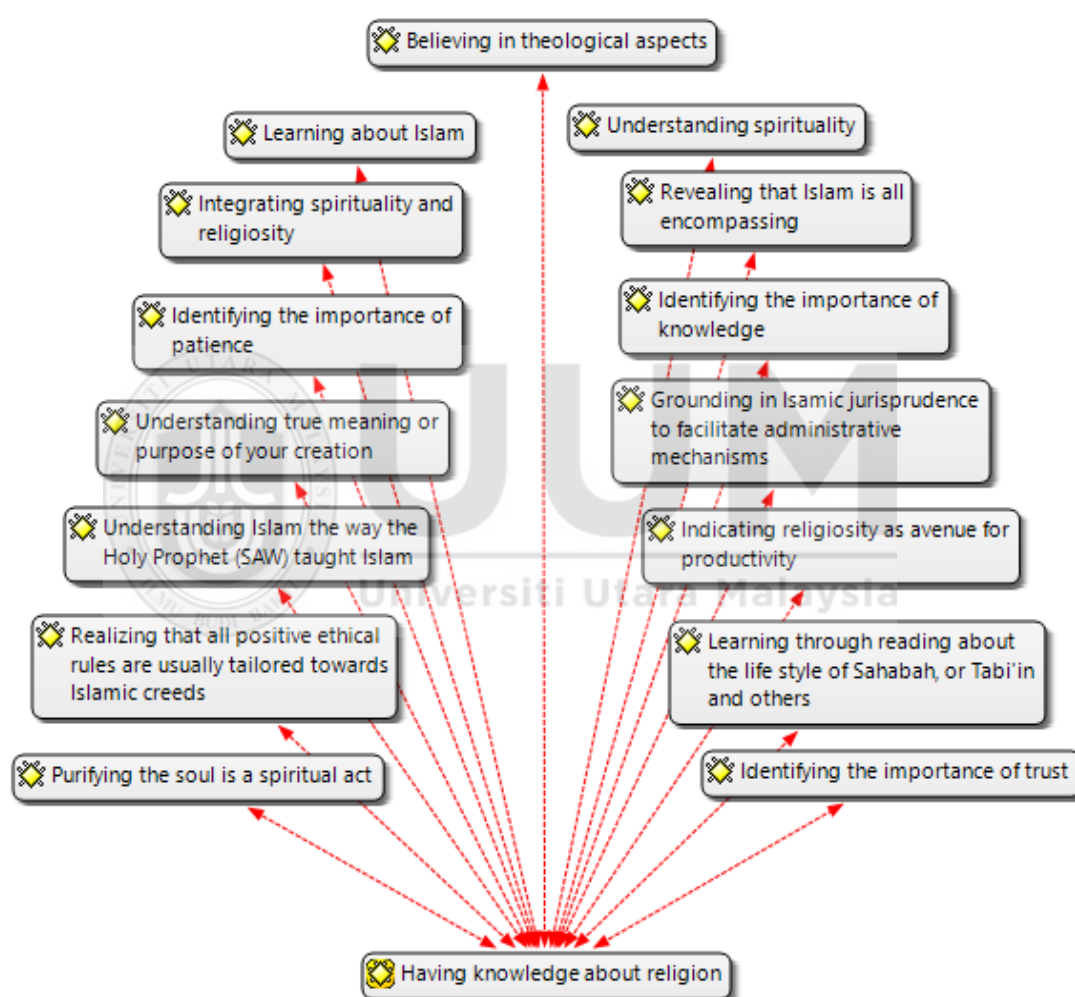 Believing in theological aspects
Learning about Islam
Understanding spirituality
Integrating spirituality and
religiosity
Revealing that Islam is all
encompassing
Identifying the importance of
patience
Identifying the importance of
knowledge
Understanding true meaning or
purpose of your creation
Grounding in Isamic jurisprudence
to facilitate administrative
mechanisms
Understanding Islam the way the
Holy Prophet (SAW) taught Islam
Indicating religiosity as avenue for
productivity
Realizing that all positive ethical
rules are usually tailored towards
Islamic creeds
Learning through reading about
the life style of Sahabah, or Tabi'in
and others
Purifying the soul is a spiritual act
Identifying the importance of trust
Having knowledge about religion
UUM
Universiti Utara Malaysia